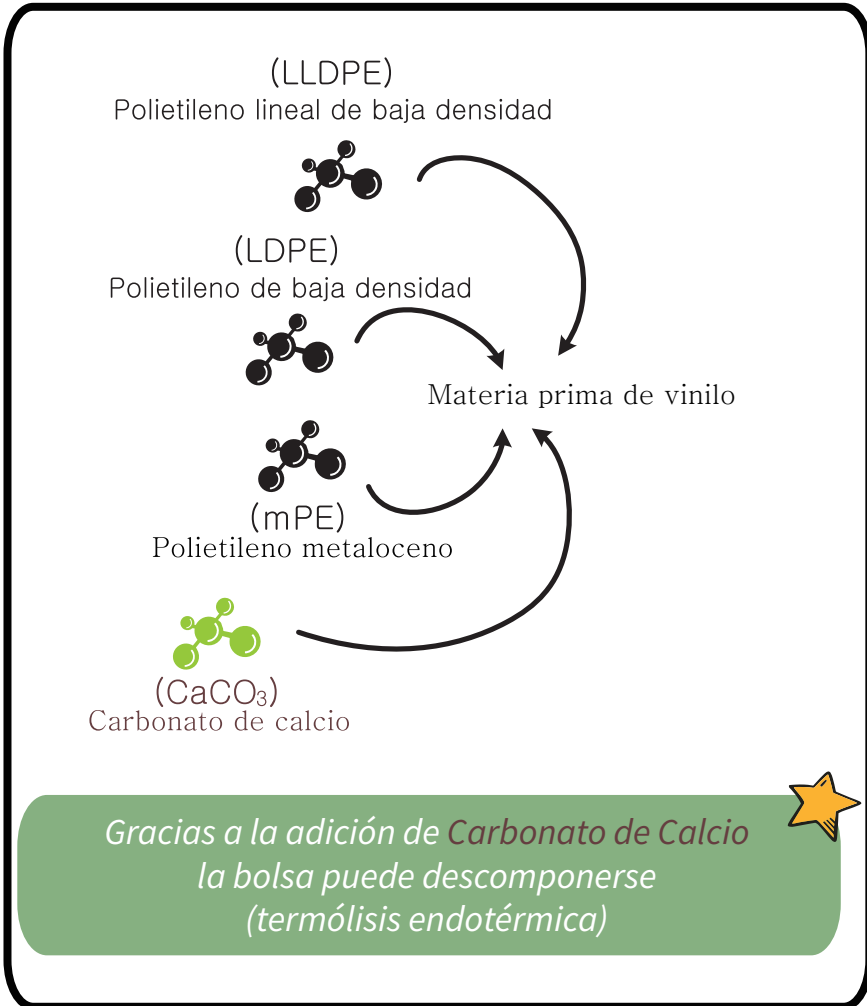 (LLDPE)
Polietileno lineal de baja densidad
(LDPE)
Polietileno de baja densidad
Materia prima de vinilo
(mPE)
Polietileno metaloceno
(CaCO₃)
Carbonato de calcio
Gracias a la adición de Carbonato de Calcio
la bolsa puede descomponerse
(termólisis endotérmica)